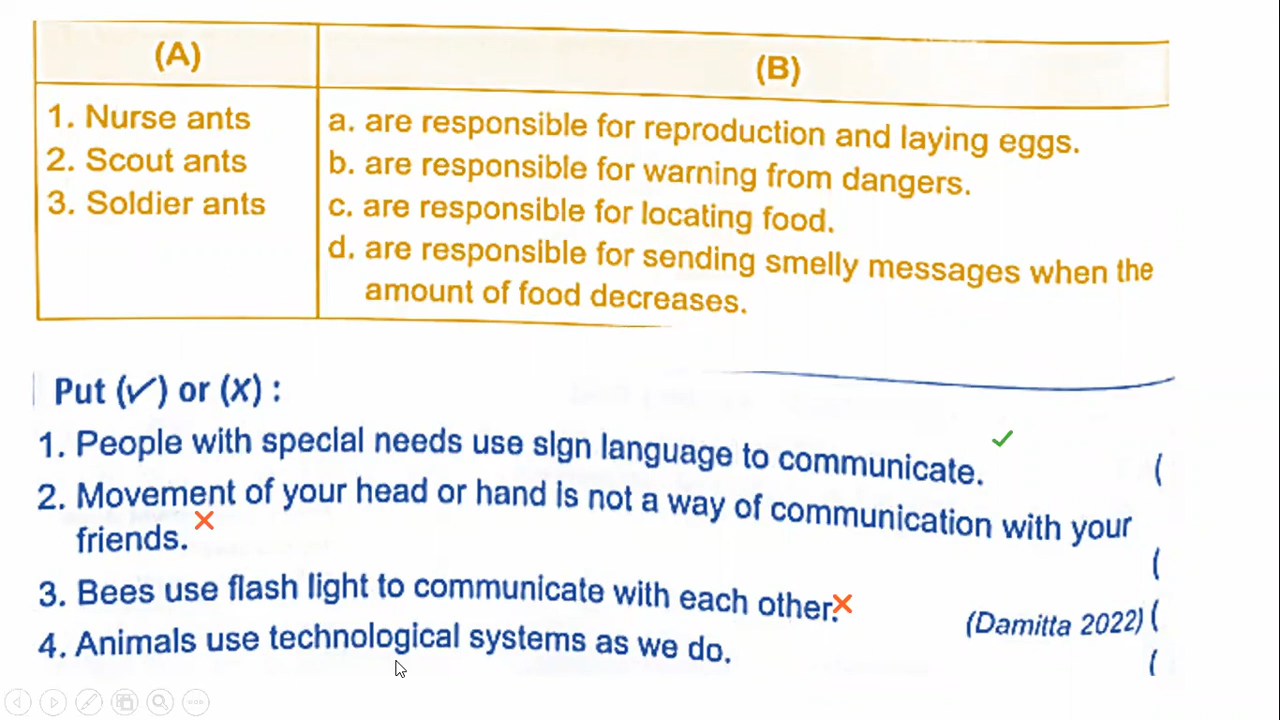 (A)
(B)
1. Nurse ants
2. Scout ants
3. Soldier ants
a. are responsible for reproduction and laying eggs.
b. are responsible for warning from dangers.
c. are responsible for locating food.
d. are responsible for sending smelly messages when the
amount of food decreases.
Put (✓) or (X) :
1. People with special needs use sign language to communicate. ✓ (
2. Movement of your head or hand is not a way of communication with your
friends. ✗ (
3. Bees use flash light to communicate with each other. ✗ (Damitta 2022) (
4. Animals use technological systems as we do. (